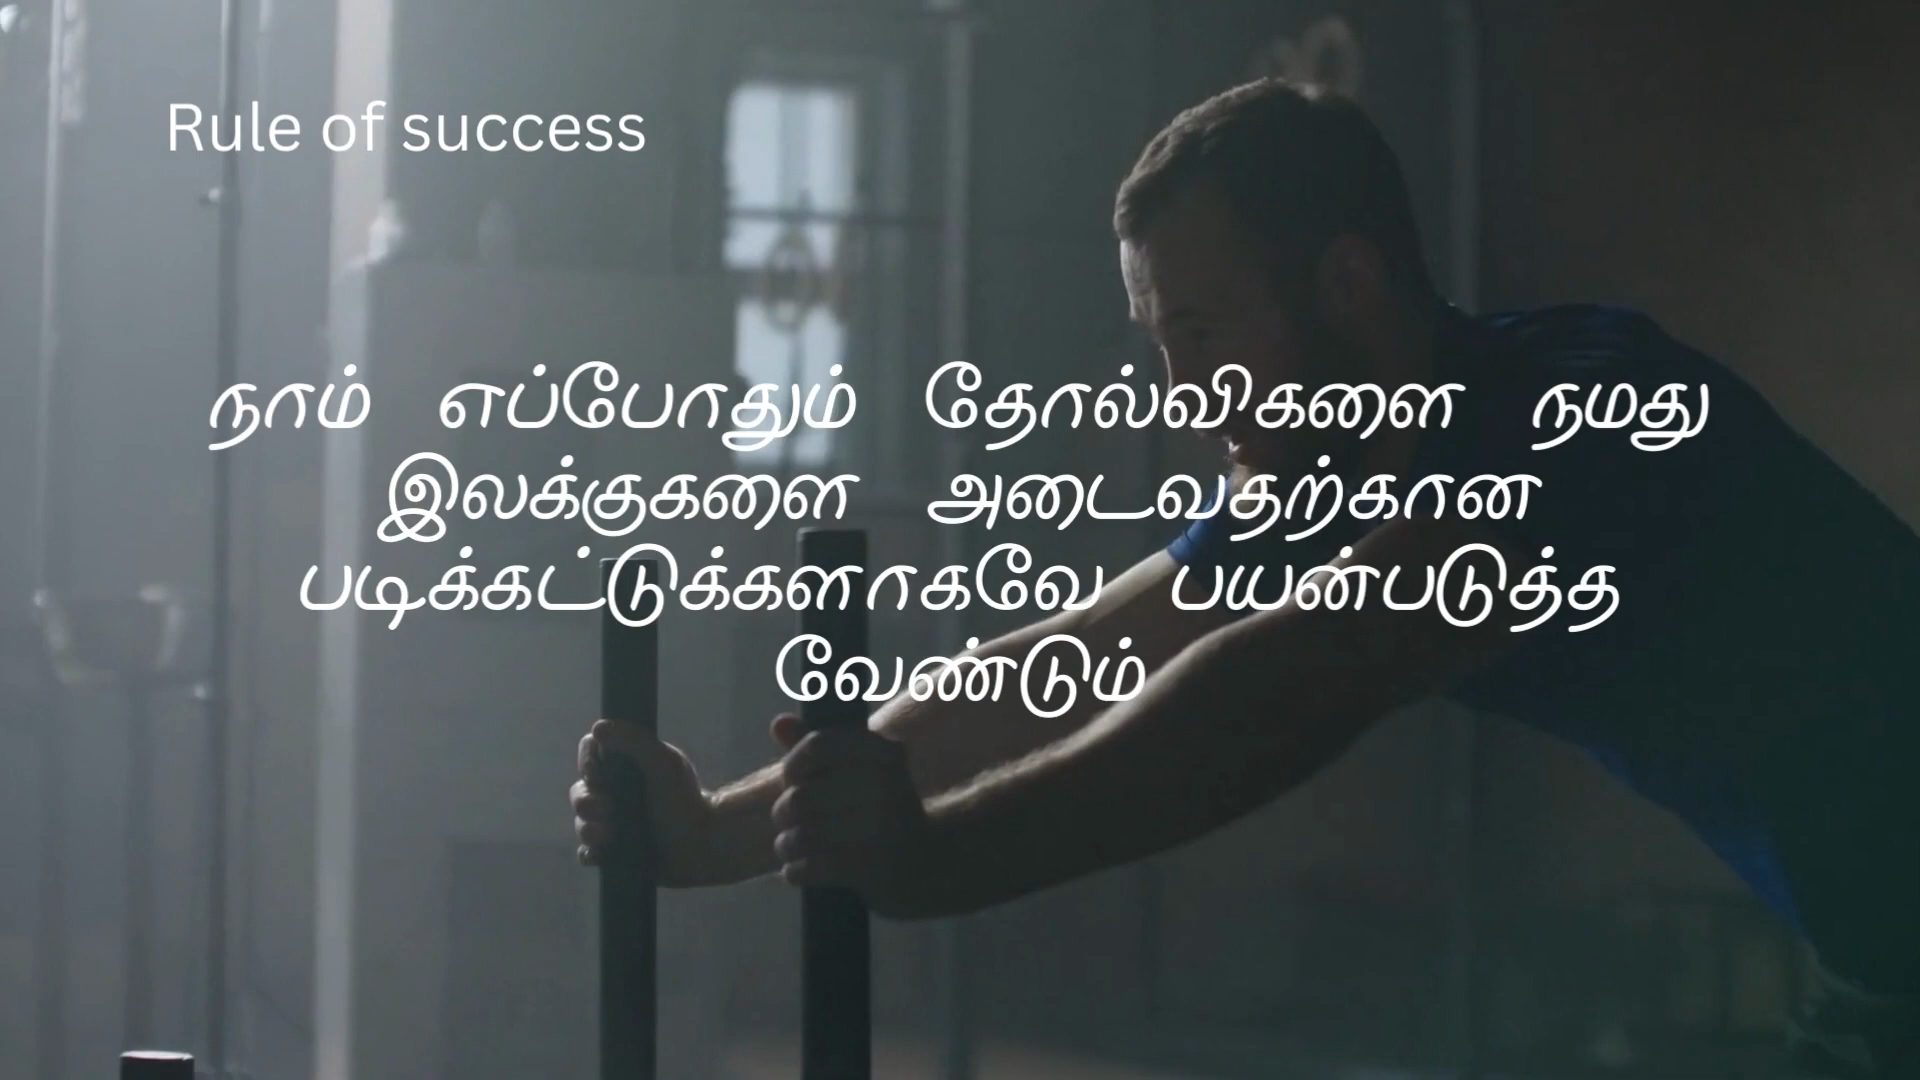 Rule of success
நாம் எப்போதும் தோல்விகளை நமது
இலக்குகளை அடைவதற்கான
படிக்கட்டுக்களாகவே பயன்படுத்த
வேண்டும்